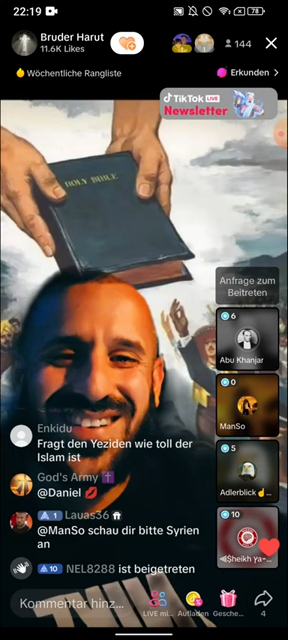 22:19
78
Bruder Harut
11.6K Likes
144
Wöchentliche Rangliste
Erkunden >
TikTok LIVE
Newsletter
HOLY BIBLE
Anfrage zum
Beitreten
6
Abu Khanjar
0
ManSo
5
Adlerblick☝...
10
Enkidu
Fragt den Yeziden wie toll der
Islam ist
God's Army ✝️
@Daniel 💋
1 Lauas36
@ManSo schau dir bitte Syrien
an
10 NEL8288 ist beigetreten
Kommentar hinz...
LIVE mi...
Aufladen
Gesche...
4